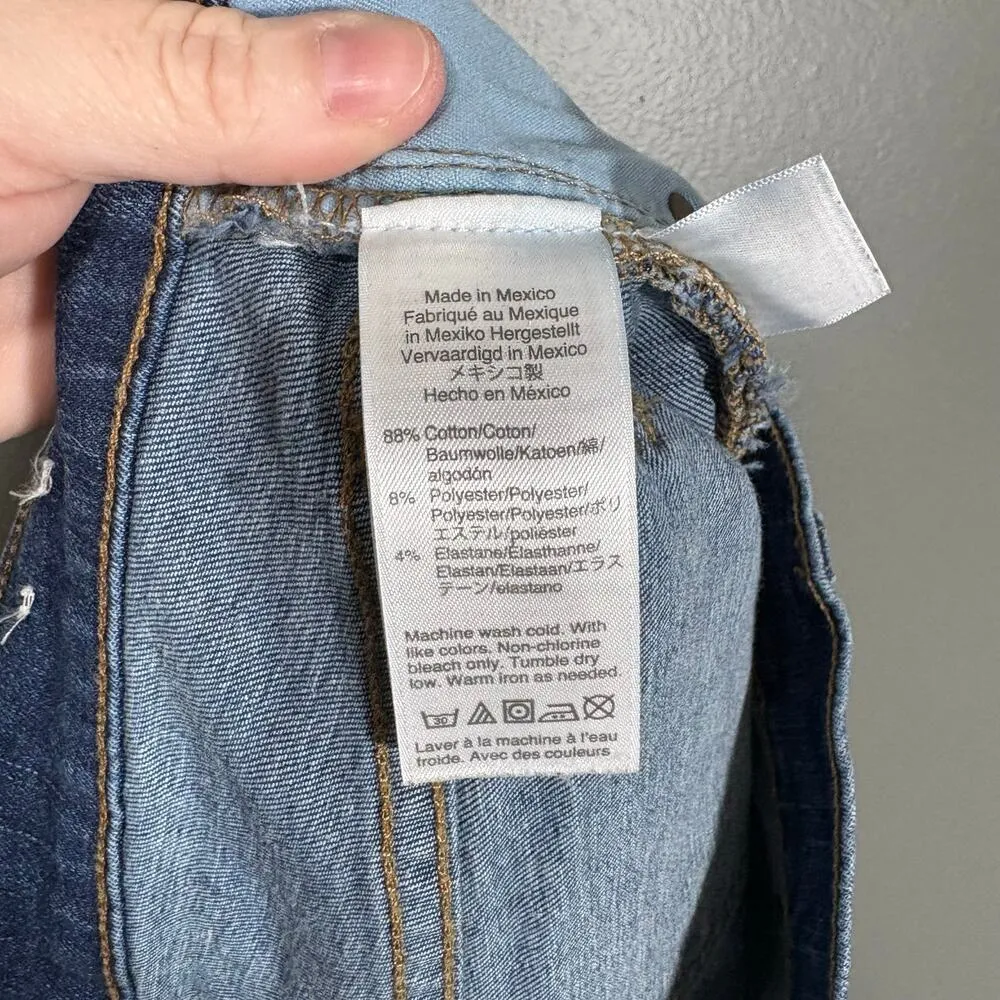 Made in Mexico
Fabriqué au Mexique
in Mexiko Hergestellt
Vervaardigd in Mexico
メキシコ製
Hecho en México
88% Cotton/Coton/
Baumwolle/Katoen/綿/
algodón
8% Polyester/Polyester/
Polyester/Polyester/ポリ
エステル/poliéster
4% Elastane/Élasthanne/
Elastan/Elastaan/エラス
テーン/elastano
Machine wash cold. With
like colors. Non-chlorine
bleach only. Tumble dry
low. Warm iron as needed.
30
Laver à la machine à l'eau
froide. Avec des couleurs